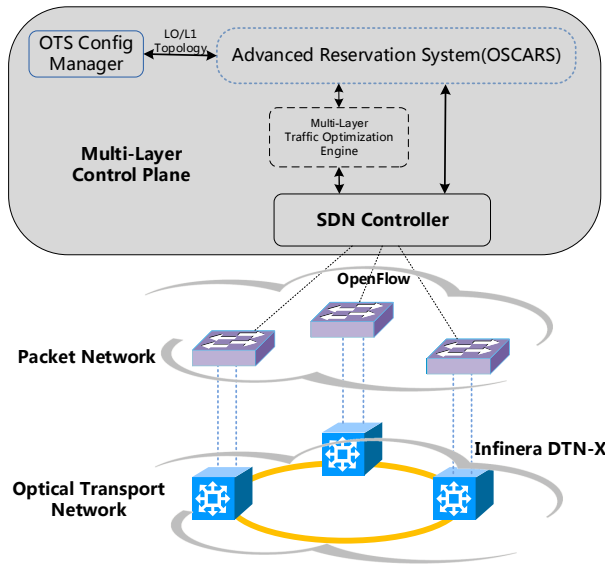 OTS Config
Manager
LO/L1
Topology
Advanced Reservation System(OSCARS)
Multi-Layer
Traffic Optimization
Engine
Multi-Layer
Control Plane
SDN Controller
OpenFlow
Packet Network
Infinera DTN-X
Optical Transport
Network